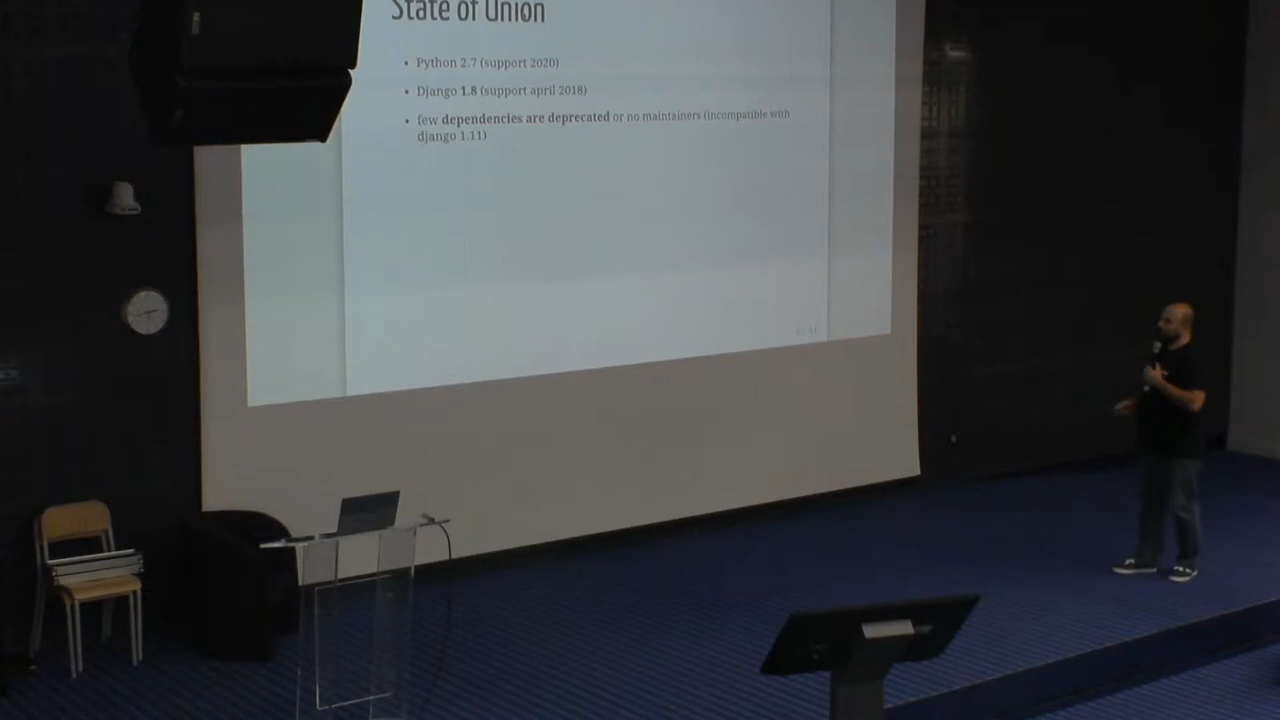 State of Union
• Python 2.7 (support 2020)
• Django 1.8 (support april 2018)
• few dependencies are deprecated or no maintainers (incompatible with
django 1.11)